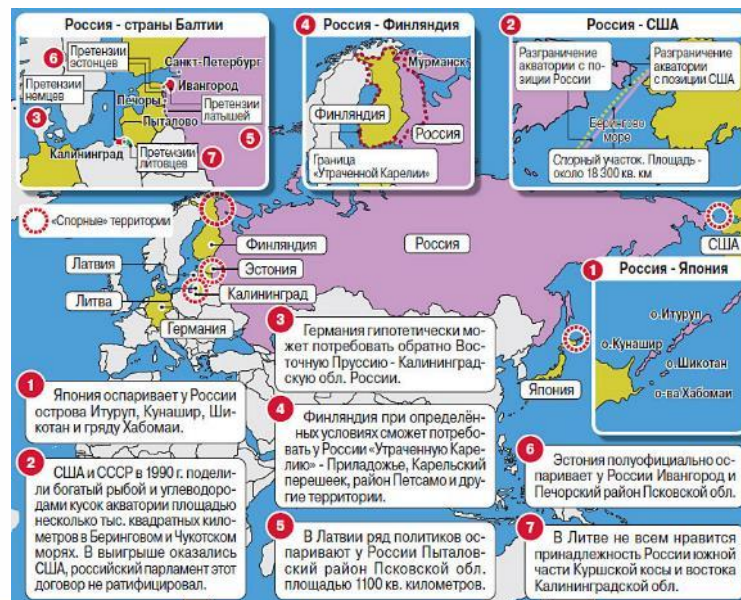 Россия - страны Балтии
6
Претензии
эстонцев
Санкт-Петербург
Ивангород
Претензии
немцев
Печоры
Претензии
латышей
3
Пыталово
5
Калининград
Претензии
литовцев
7
4
Россия - Финляндия
Мурманск
Финляндия
Россия
Граница
"Утраченной Карелии"
2
Россия - США
Разграничение
акватории с по-
зиции России
Разграничение
акватории
с позиции США
Берингово
море
Спорный участок. Площадь -
около 18 300 кв. км
«Спорные» территории
Финляндия
Россия
США
Латвия
Эстония
Литва
Калининград
Германия
Япония
1
Россия - Япония
о.Итуруп
о.Кунашир
о.Шикотан
о-ва Хабомаи
3
Германия гипотетически мо-
жет потребовать обратно Вос-
точную Пруссию - Калининград-
скую обл. России.
1
Япония оспаривает у России
острова Итуруп, Кунашир, Ши-
котан и гряду Хабомаи.
4
Финляндия при определён-
ных условиях сможет потребо-
вать у России «Утраченную Каре-
лию» - Приладожье, Карельский
перешеек, район Петсамо и дру-
гие территории.
2
США и СССР в 1990 г. подели-
ли богатый рыбой и углеводоро-
дами кусок акватории площадью
несколько тыс. квадратных кило-
метров в Беринговом и Чукотском
морях. В выигрыше оказались
США, российский парламент этот
договор не ратифицировал.
5
В Латвии ряд политиков ос-
паривают у России Пыталов-
ский район Псковской обл.
площадью 1100 кв. километров.
6
Эстония полуофициально ос-
паривает у России Ивангород и
Печорский район Псковской обл.
7
В Литве не всем нравится
принадлежность России южной
части Куршской косы и востока
Калининградской обл.